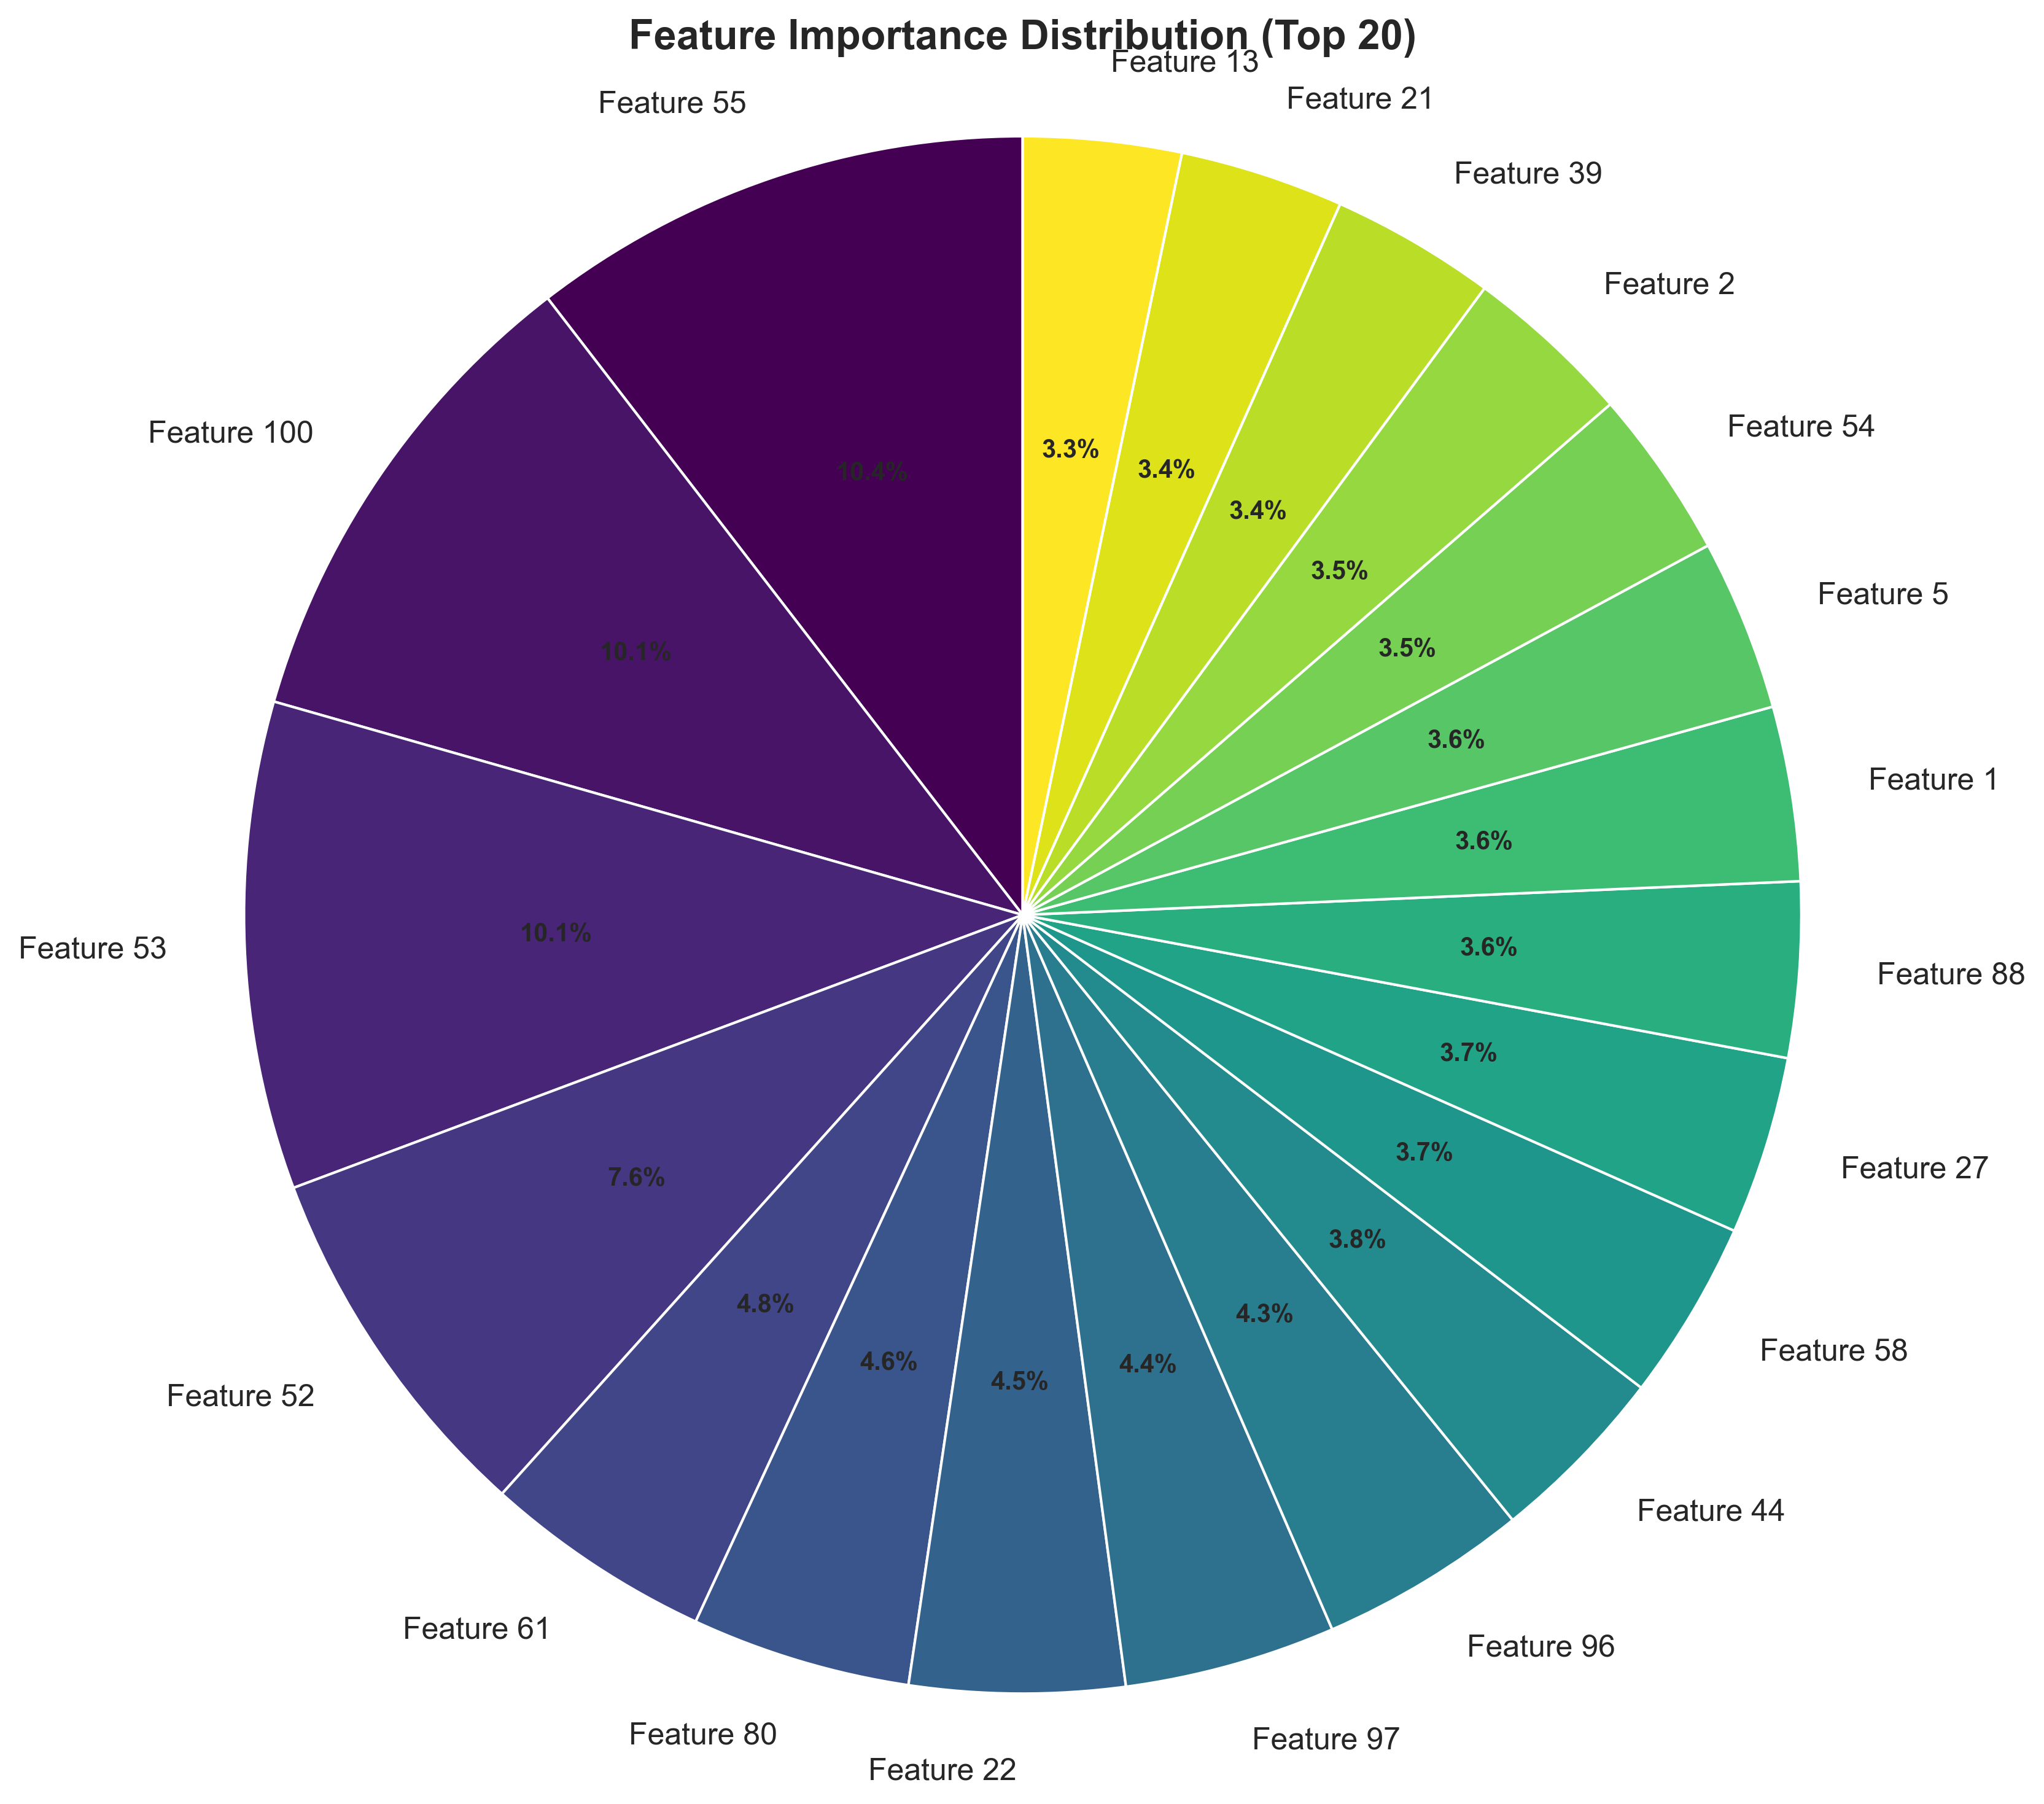 Feature Importance Distribution (Top 20)
Feature 13
Feature 21
Feature 55
Feature 39
Feature 2
Feature 54
Feature 100
3.3%
3.4%
10.4%
3.4%
3.5%
Feature 5
3.5%
10.1%
3.6%
Feature 1
3.6%
10.1%
Feature 53
3.6%
Feature 88
3.7%
3.7%
Feature 27
7.6%
3.8%
4.8%
4.3%
Feature 58
4.6%
4.4%
4.5%
Feature 52
Feature 44
Feature 61
Feature 96
Feature 80
Feature 97
Feature 22